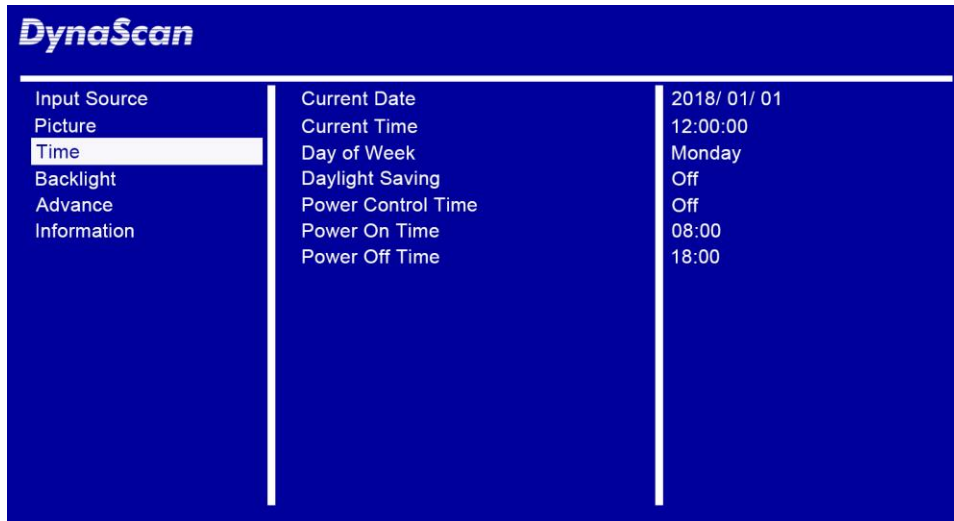 DynaScan
Input Source
Picture
Time
Backlight
Advance
Information
Current Date
Current Time
Day of Week
Daylight Saving
Power Control Time
Power On Time
Power Off Time
2018/ 01/ 01
12:00:00
Monday
Off
Off
08:00
18:00